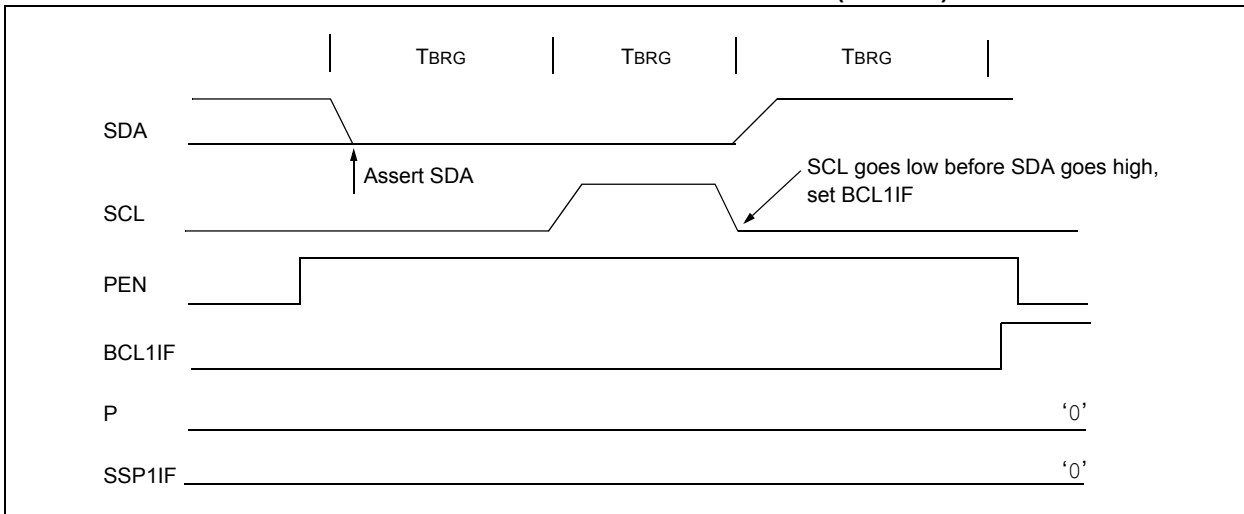 TBRG TBRG TBRG
SDA
Assert SDA
SCL goes low before SDA goes high,
set BCL1IF
SCL
PEN
BCL1IF
P ‘0’
SSP1IF ‘0’